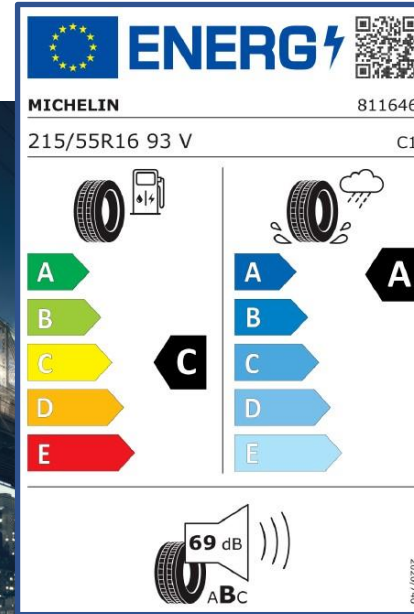 ENERG
MICHELIN 811646
215/55R16 93 V C1
A
B
C
D
E
C
A
B
C
D
E
A
69 dB
ABC